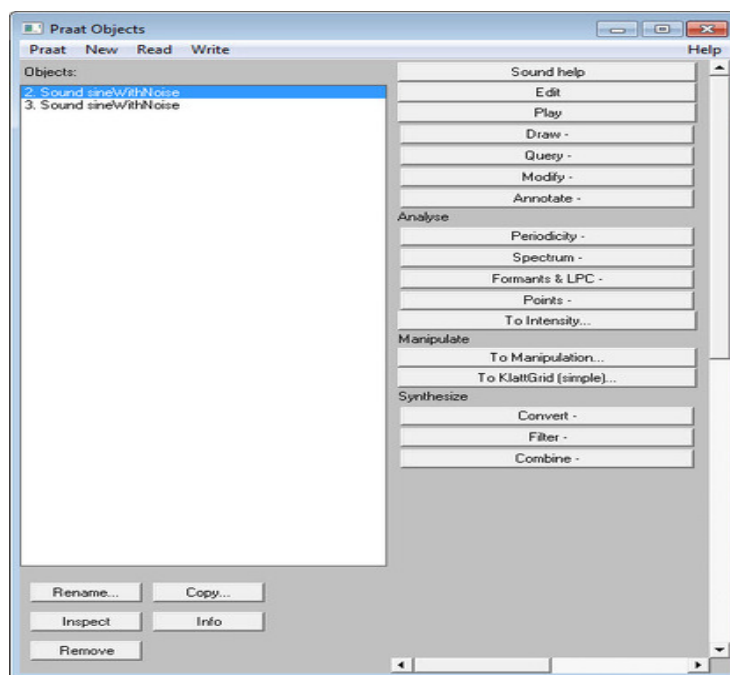 Praat Objects
Praat New Read Write Help
Objects:
2. Sound sineWithNoise
3. Sound sineWithNoise
Sound help
Edit
Play
Draw -
Query -
Modify -
Annotate -
Analyse
Periodicity -
Spectrum -
Formants & LPC -
Points -
To Intensity...
Manipulate
To Manipulation...
To KlattGrid (simple)...
Synthesize
Convert -
Filter -
Combine -
Rename... Copy...
Inspect Info
Remove